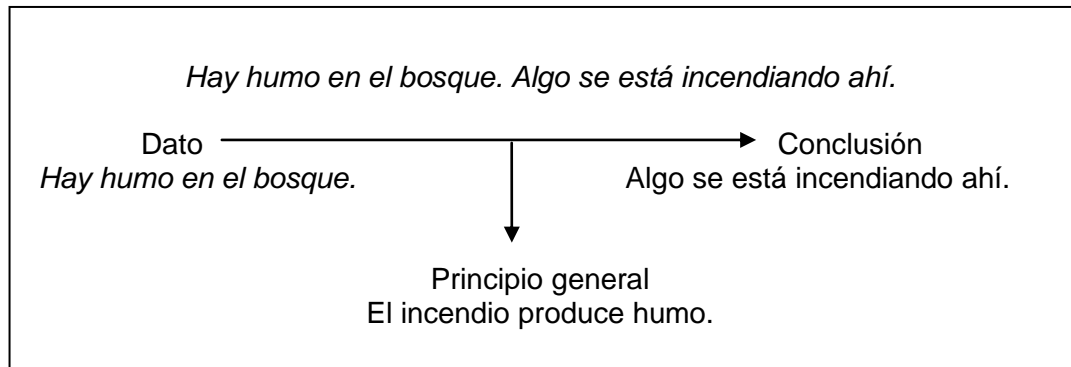 Hay humo en el bosque. Algo se está incendiando ahí.
Dato
Conclusión
Hay humo en el bosque.
Algo se está incendiando ahí.
Principio general
El incendio produce humo.